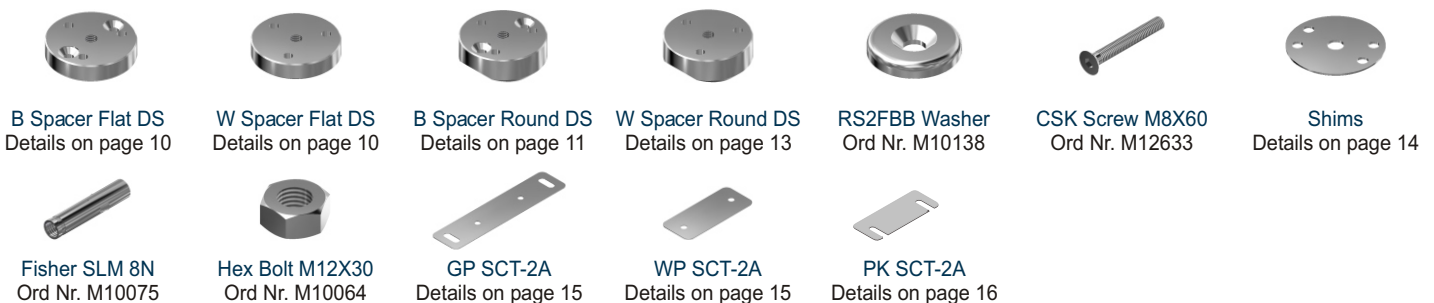 B Spacer Flat DS
Details on page 10
W Spacer Flat DS
Details on page 10
B Spacer Round DS
Details on page 11
W Spacer Round DS
Details on page 13
RS2FBB Washer
Ord Nr. M10138
CSK Screw M8X60
Ord Nr. M12633
Shims
Details on page 14
Fisher SLM 8N
Ord Nr. M10075
Hex Bolt M12X30
Ord Nr. M10064
GP SCT-2A
Details on page 15
WP SCT-2A
Details on page 15
PK SCT-2A
Details on page 16